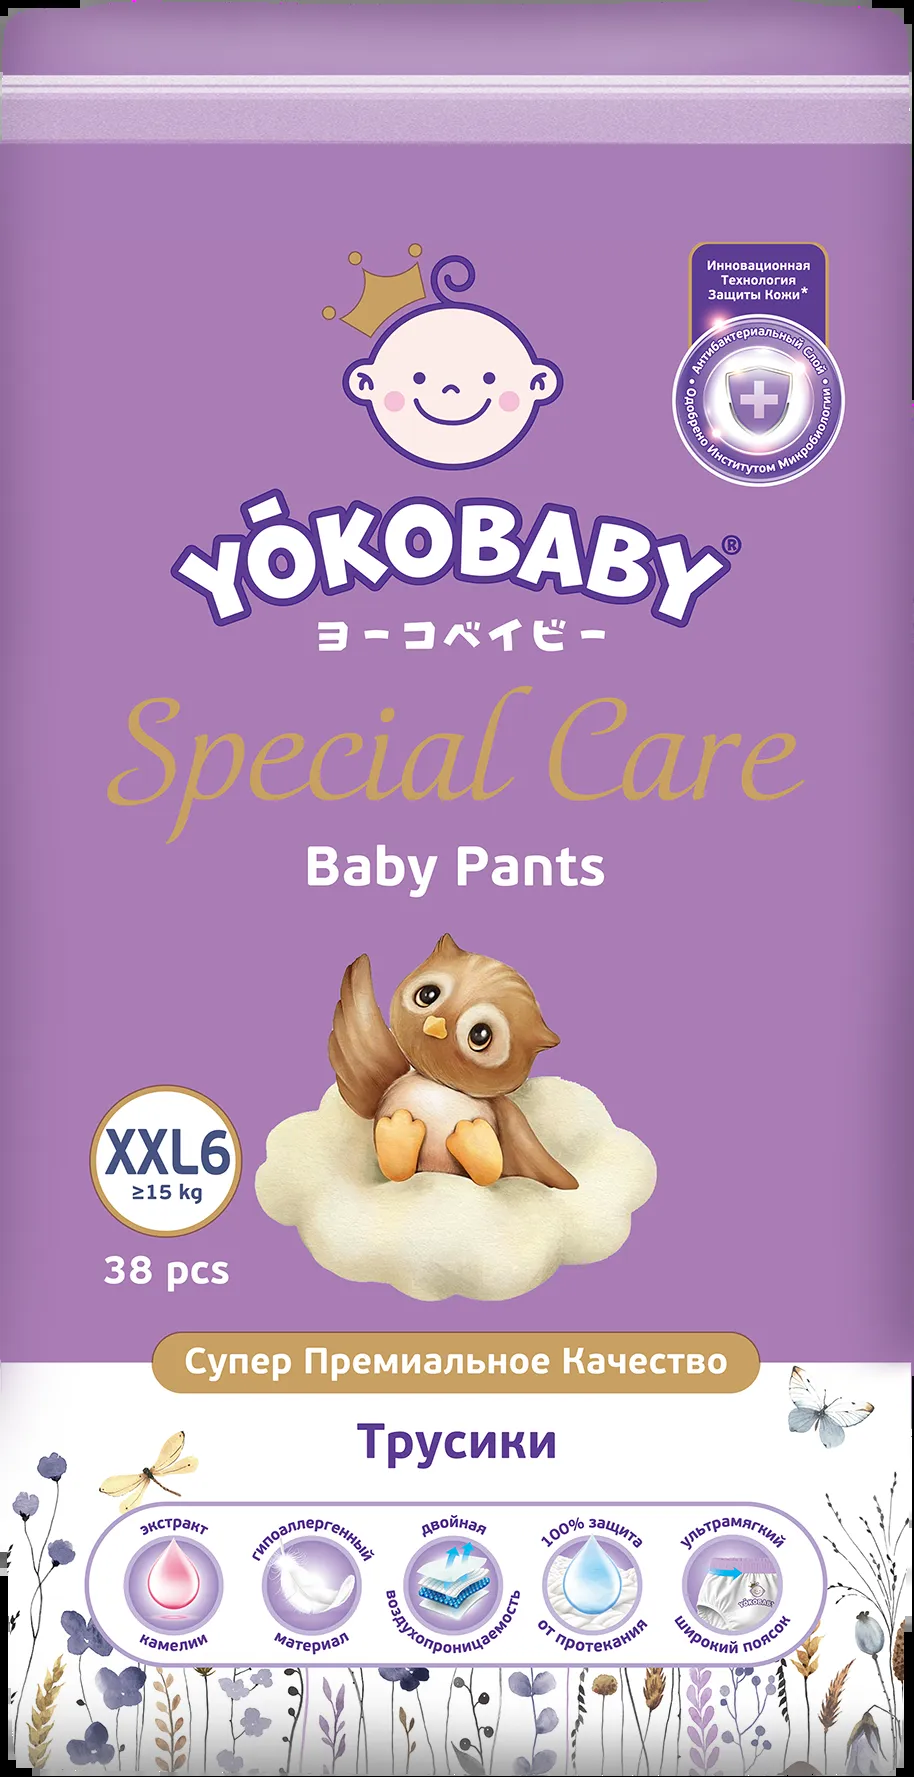 Инновационная
Технология
Защиты Кожи*
Антибактериальный Слой
Одобрено Институтом Микробиологии
YŌKOBABY®
ヨーコベイビー
Special Care
Baby Pants
XXL6
≥15 kg
38 pcs
Супер Премиальное Качество
Трусики
экстракт
камелии
гипоаллергенный
материал
двойная
воздухопроницаемость
100% защита
от протекания
ультрамягкий
широкий поясок
YŌKOBABY